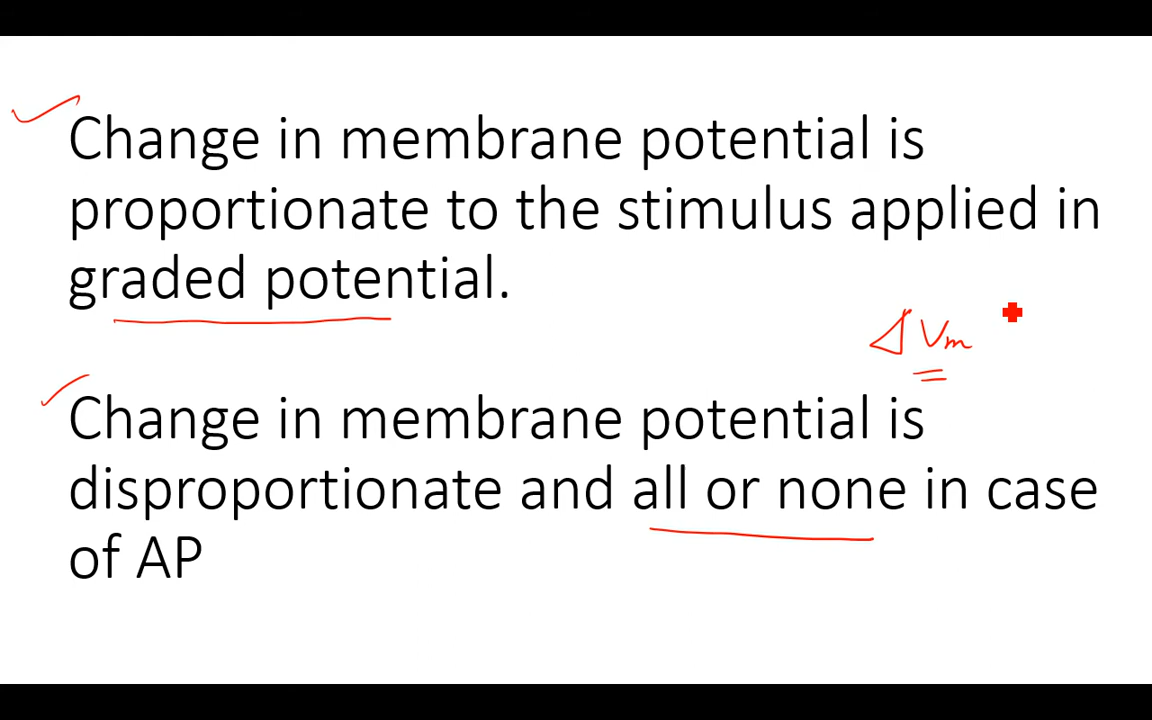 Change in membrane potential is
proportionate to the stimulus applied in
graded potential.
Δ Vm
Change in membrane potential is
disproportionate and all or none in case
of AP